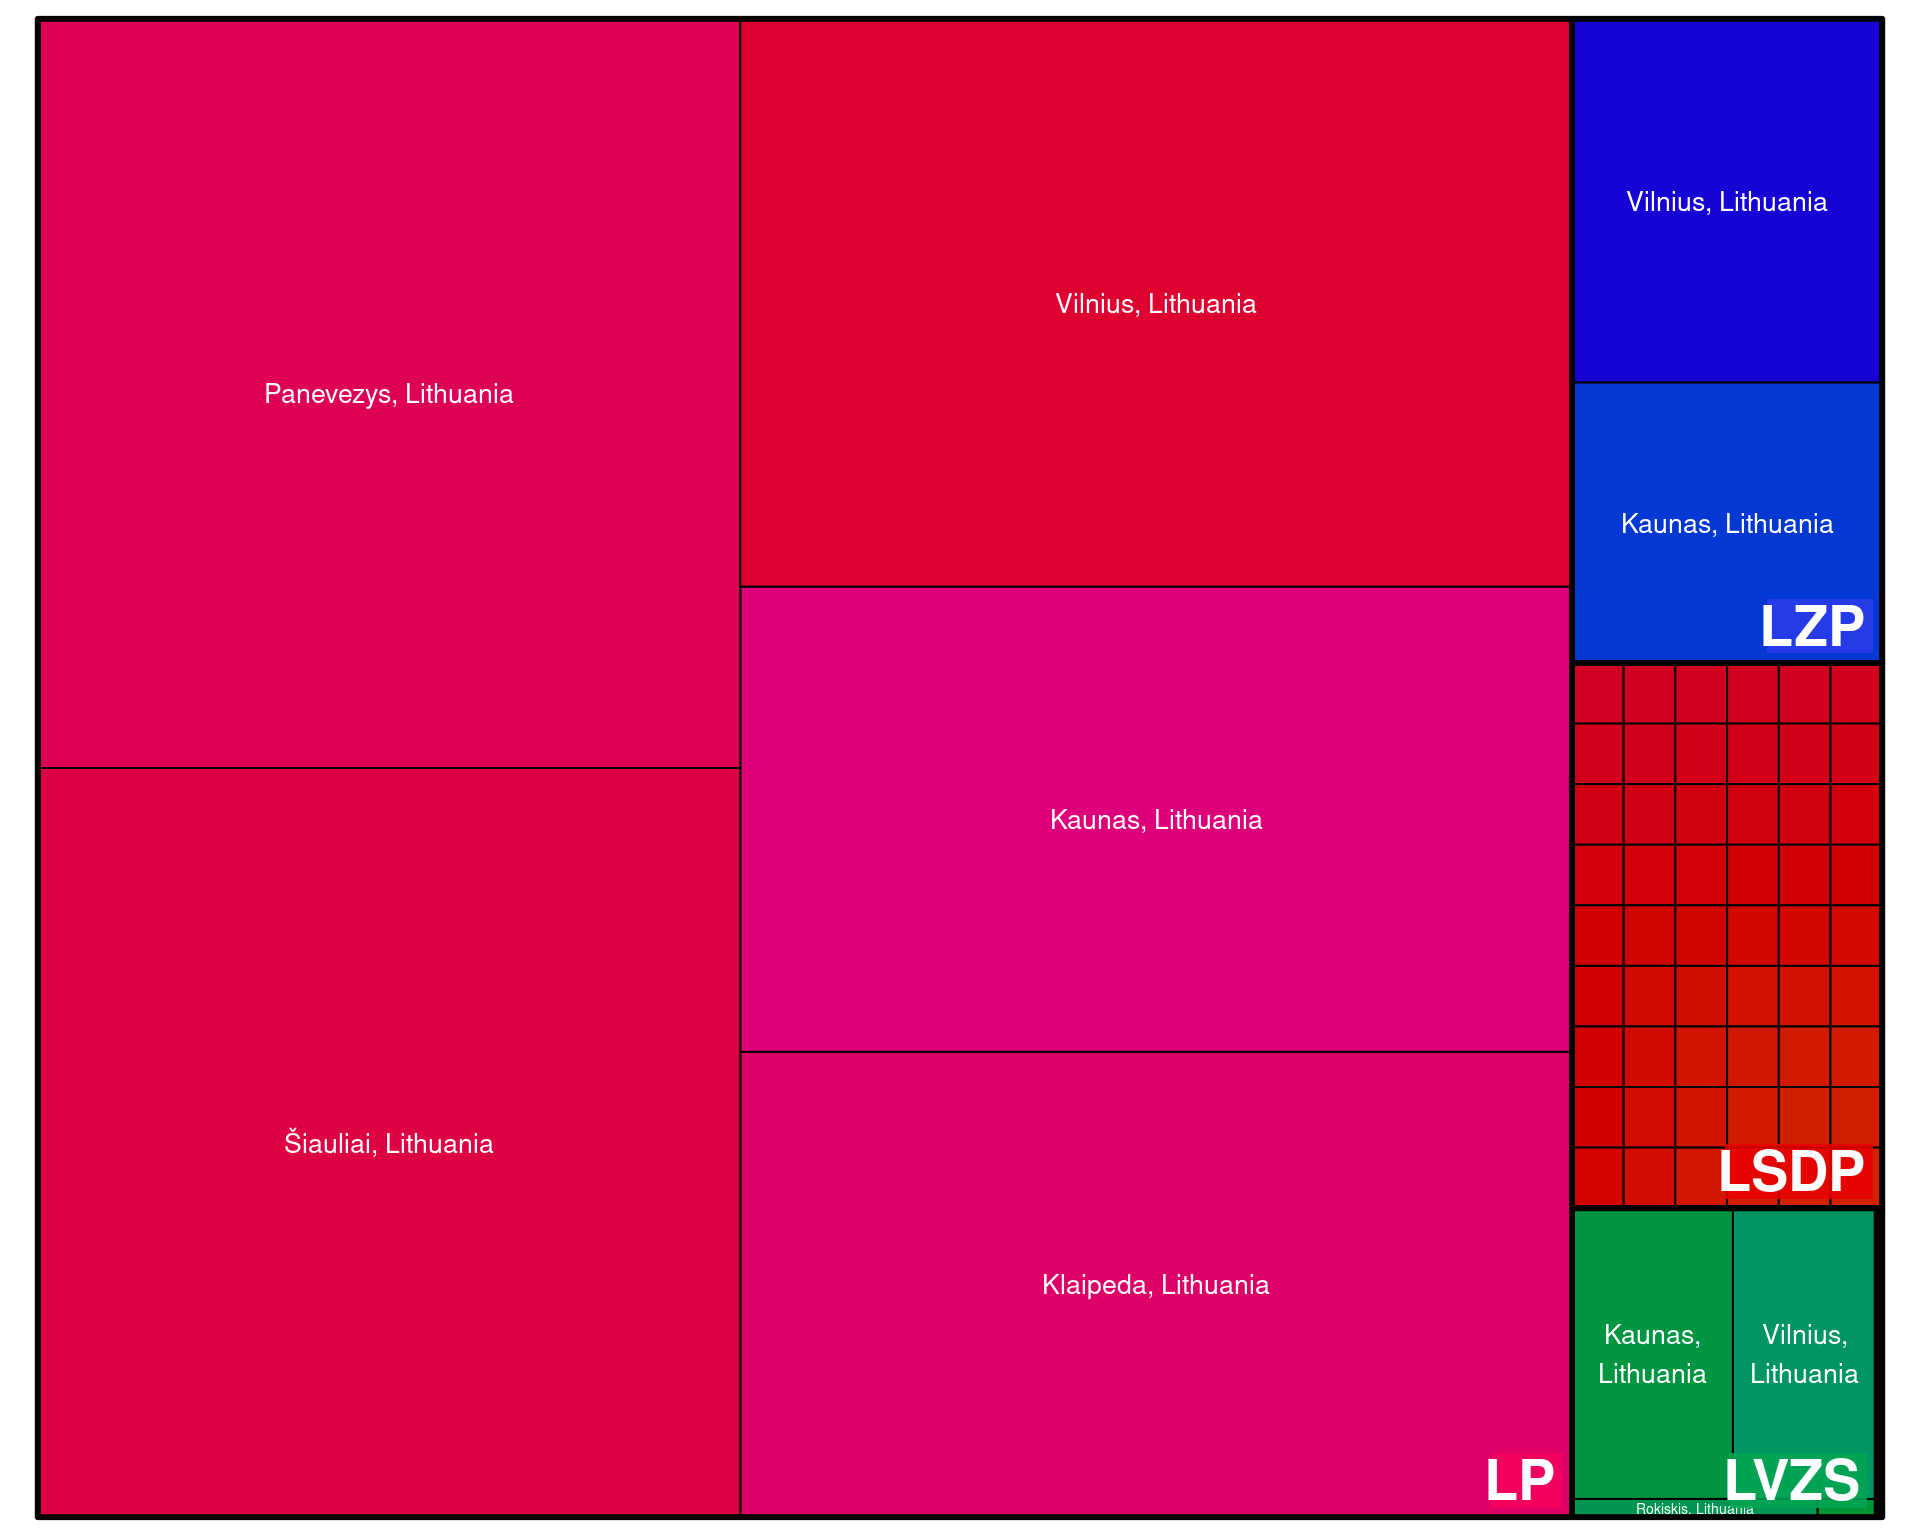 Panevezys, Lithuania
Šiauliai, Lithuania
Vilnius, Lithuania
Kaunas, Lithuania
Klaipeda, Lithuania
LP
Vilnius, Lithuania
Kaunas, Lithuania
LZP
LSDP
Kaunas,
Lithuania
Vilnius,
Lithuania
LVZS
Rokiskis, Lithuania